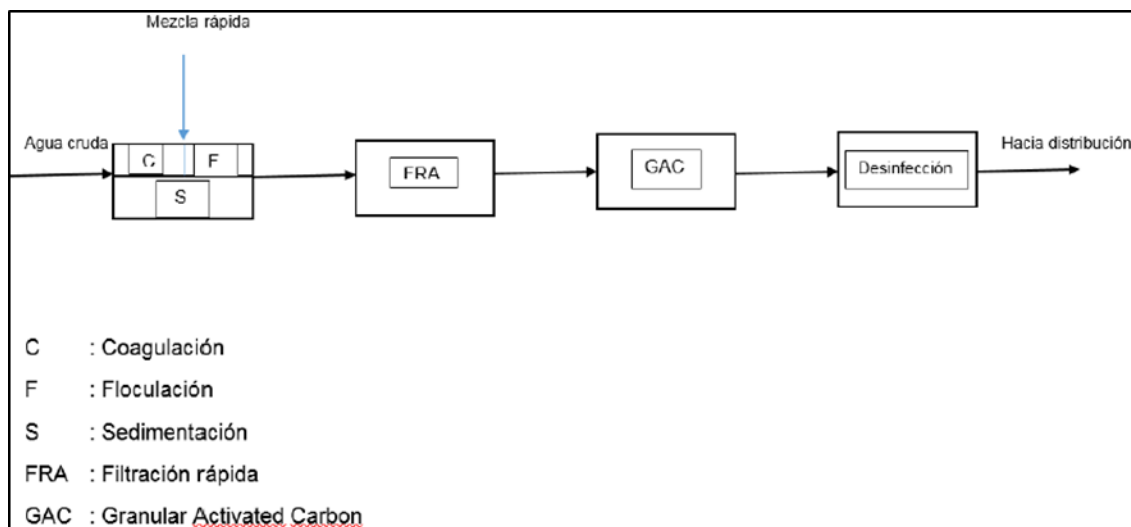 Mezcla rápida
Agua cruda
C
F
S
FRA
GAC
Desinfección
Hacia distribución
C : Coagulación
F : Floculación
S : Sedimentación
FRA : Filtración rápida
GAC : Granular Activated Carbon